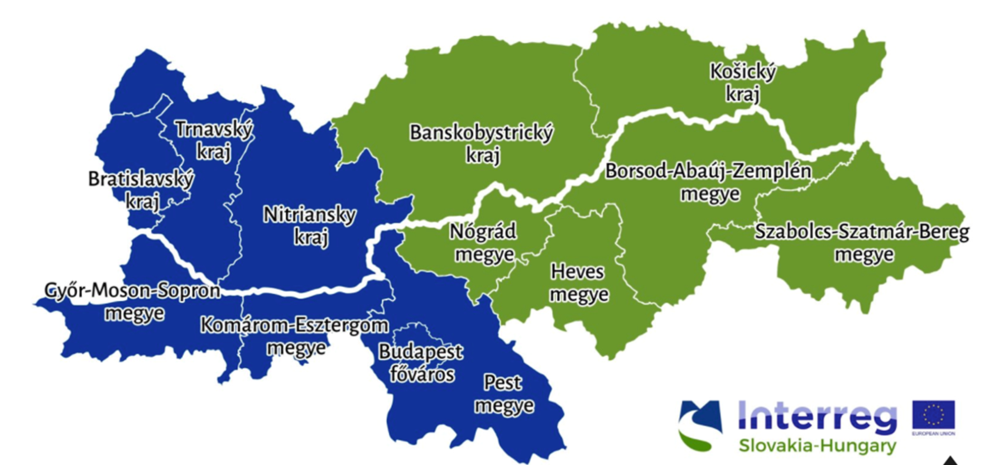 Košický
kraj
Trnavský
kraj
Banskobystrický
kraj
Bratislavský
kraj
Borsod-Abaúj-Zemplén
megye
Nitriansky
kraj
Nógrád
megye
Szabolcs-Szatmár-Bereg
megye
Heves
megye
Győr-Moson-Sopron
megye
Komárom-Esztergom
megye
Budapest
főváros
Pest
megye
Interreg
EUROPEAN UNION
Slovakia-Hungary